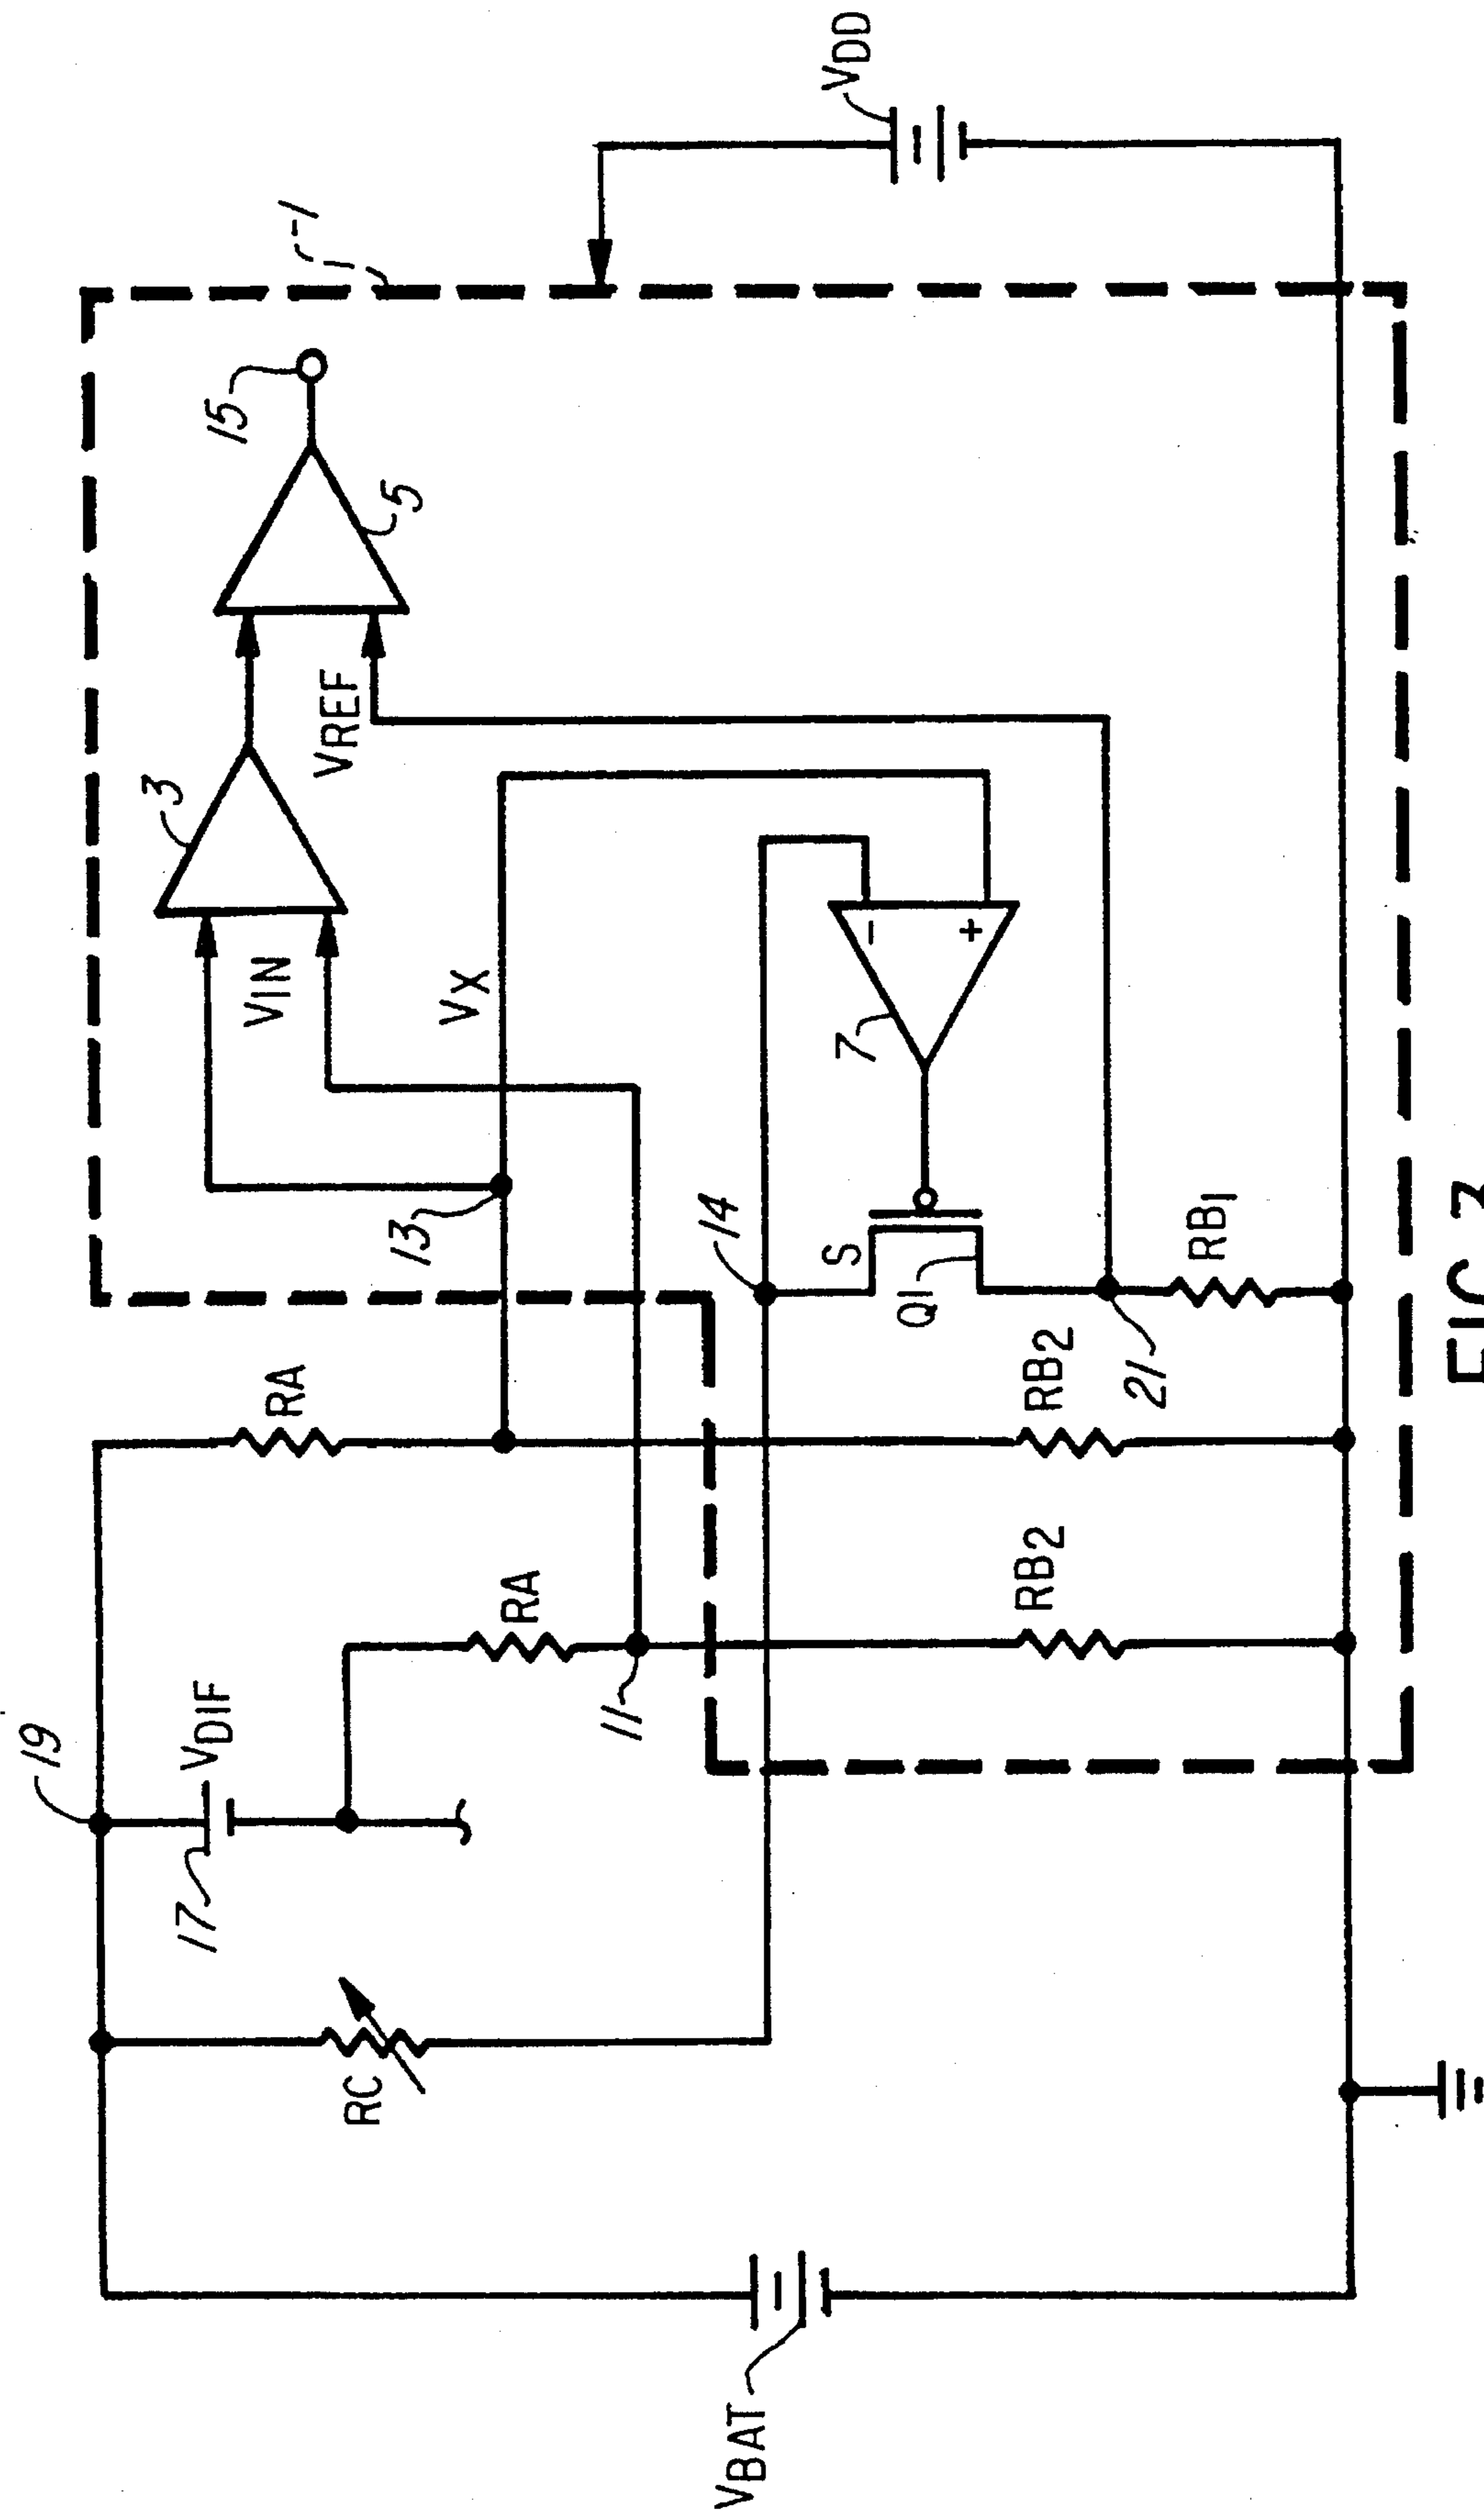 19
17
VDIF
RC
RA
RA
11
VBAT
13
VIN
VX
3
VREF
5
15
1
VDD
14
S
Q1
7
-
+
RB2
RB2
21
RB1
FIG. 3